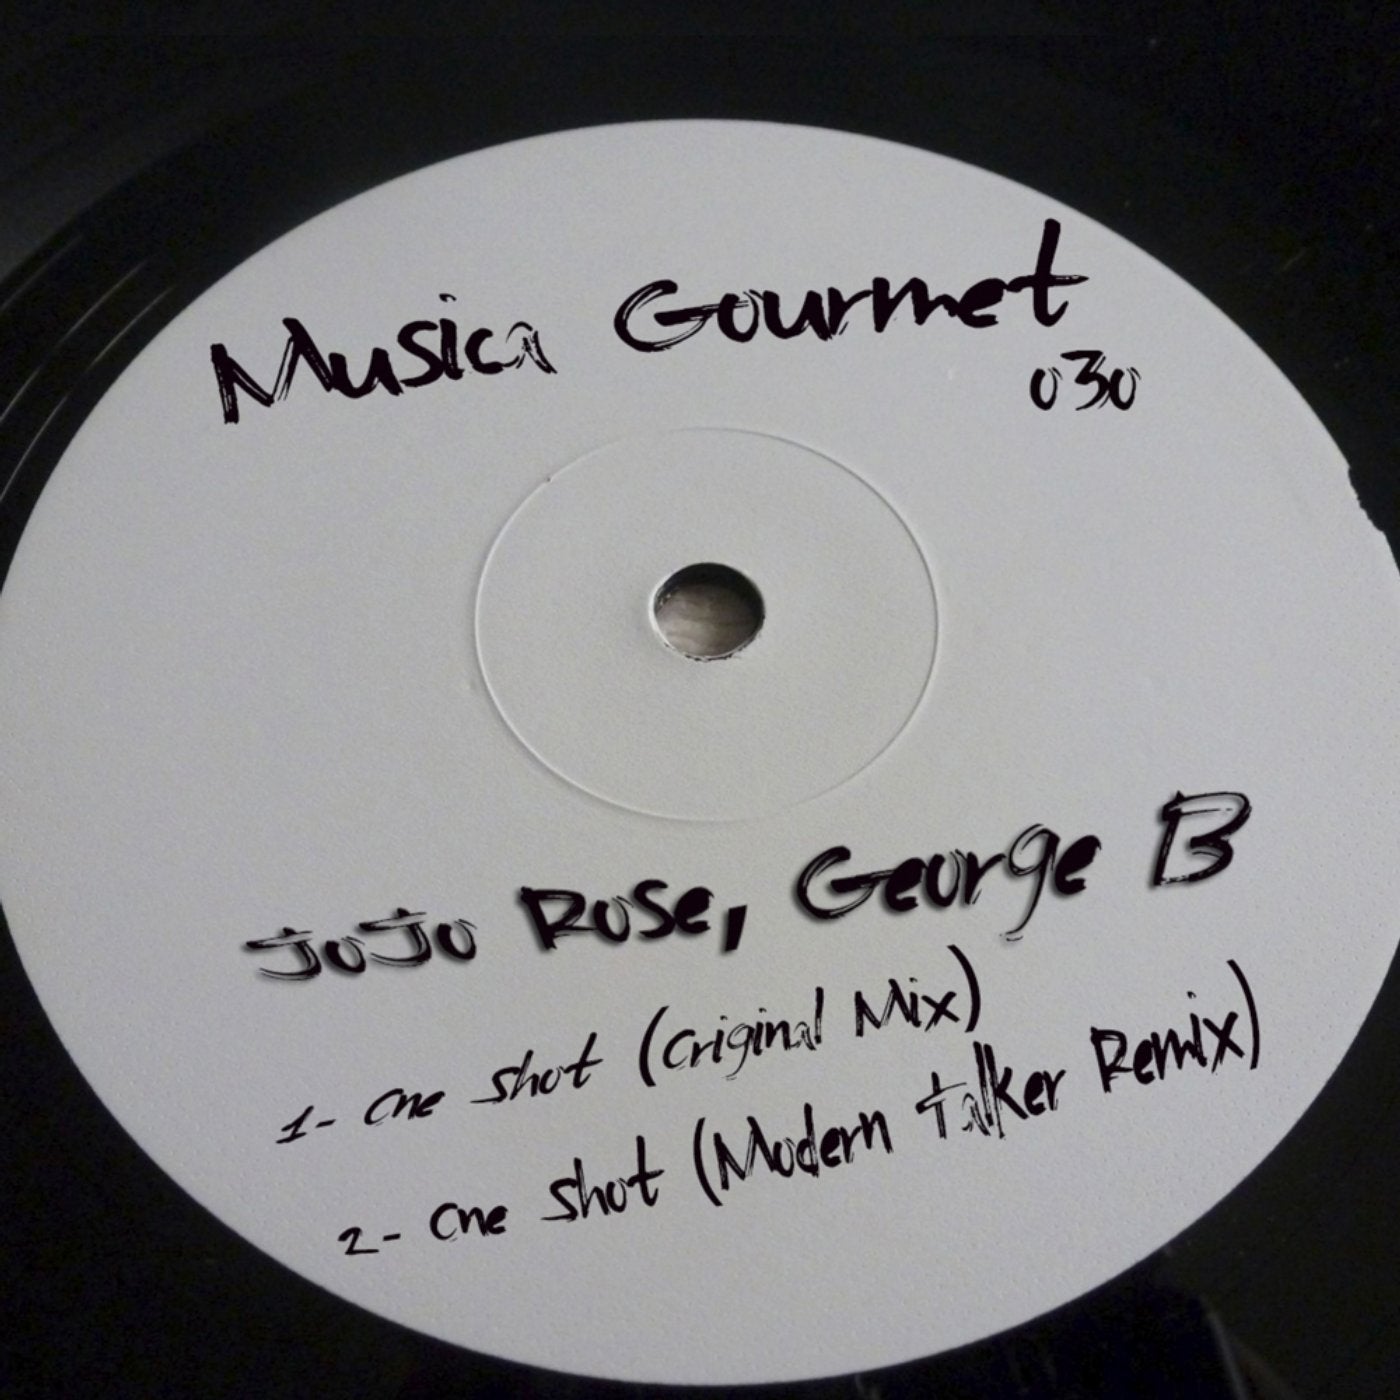 Musica Gourmet
030
JoJo Rose, George B
1- One Shot (Original Mix)
2- One Shot (Modern Talker Remix)